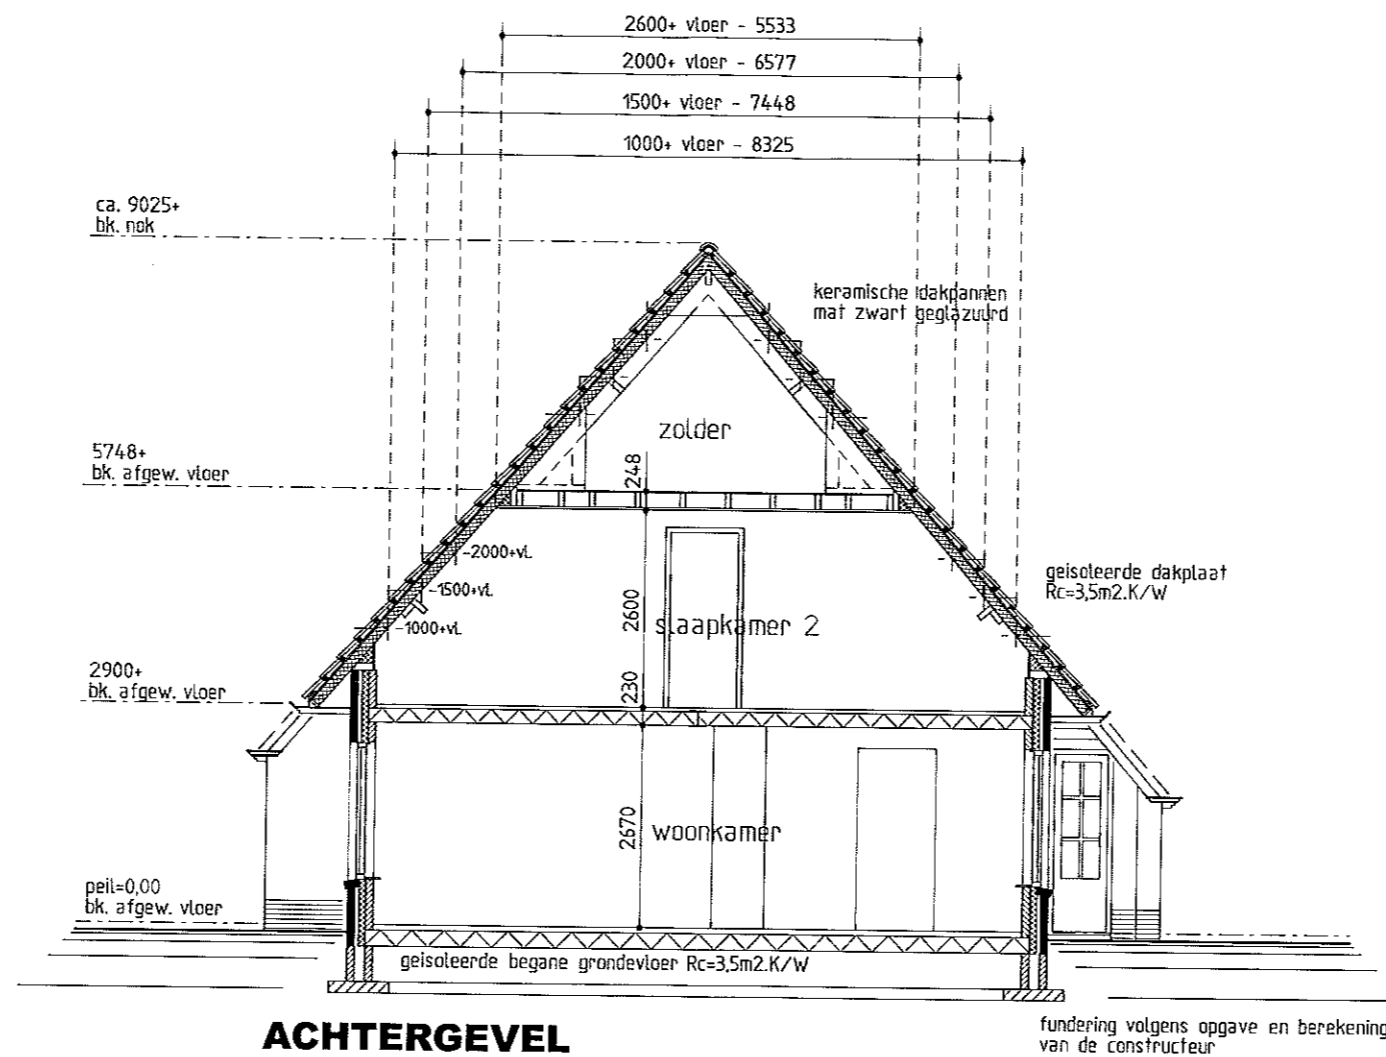 2600+ vloer - 5533
2000+ vloer - 6577
1500+ vloer - 7448
1000+ vloer - 8325
ca. 9025+
bk. nok
keramische dakpannen
mat zwart geglazuurd
zolder
5748+
bk. afgew. vloer
248
-2000+vl.
-1500+vl.
-1000+vl.
2600
slaapkamer 2
geisoleerde dakplaat
Rc=3,5m2.K/W
2900+
bk. afgew. vloer
230
2670
woonkamer
peil=0,00
bk. afgew. vloer
geisoleerde begane grondevloer Rc=3,5m2.K/W
ACHTERGEVEL
fundering volgens opgave en berekening
van de constructeur